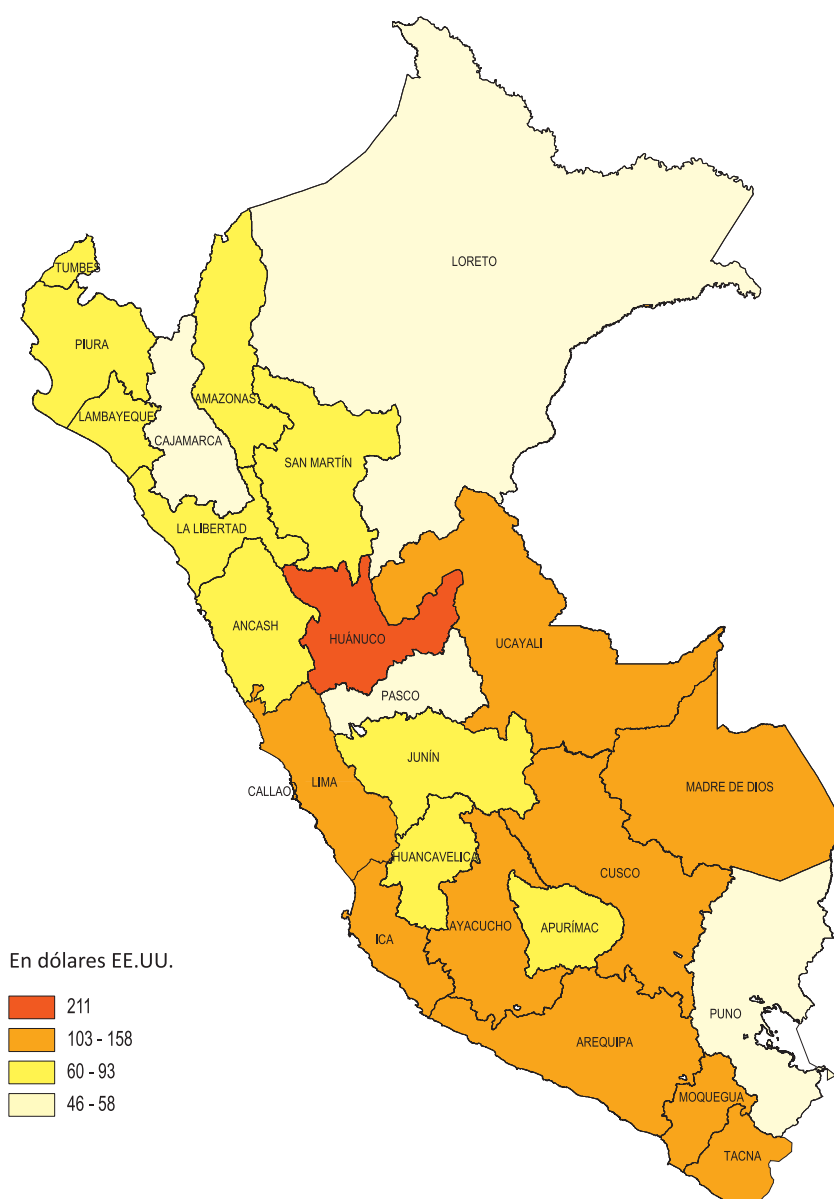 LORETO
TUMBES
PIURA
AMAZONAS
LAMBAYEQUE
CAJAMARCA
SAN MARTÍN
LA LIBERTAD
ANCASH
HUÁNUCO
UCAYALI
PASCO
JUNÍN
LIMA
MADRE DE DIOS
CALLAO
HUANCAVELICA
CUSCO
AYACUCHO
APURÍMAC
ICA
PUNO
AREQUIPA
MOQUEGUA
TACNA
En dólares EE.UU.
211
103 - 158
60 - 93
46 - 58